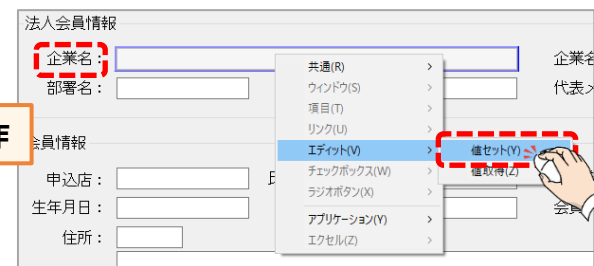 法人会員情報
企業名：
企業名
部署名：
代表メ
作
会員情報
申込店：
生年月日：
住所：
共通(R)
ウィンドウ(S)
項目(T)
リンク(U)
エディット(V)
チェックボックス(W)
ラジオボタン(X)
アプリケーション(Y)
エクセル(Z)
値セット(Y)
値取得(Z)
会員